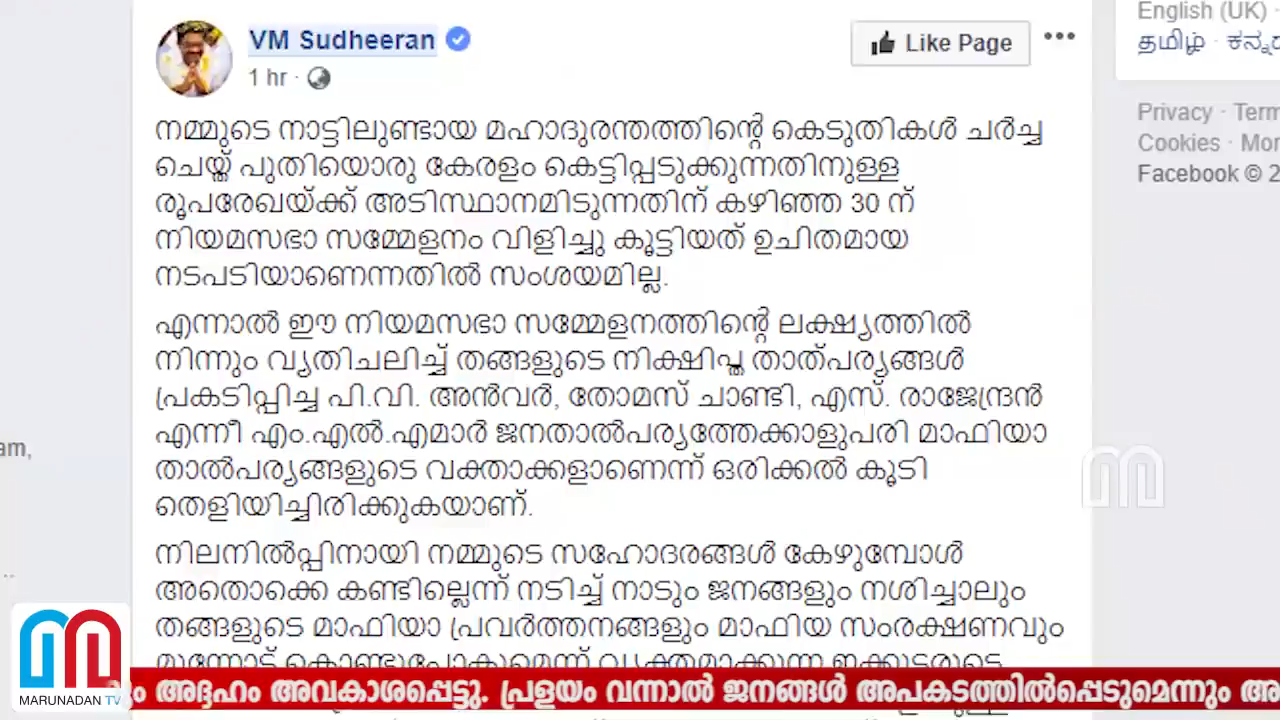 VM Sudheeran
1 hr ·
Like Page
English (UK) ·
தமிழ் · ಕನ್ನಡ
Privacy · Term
Cookies · Mor
Facebook © 2
നമ്മുടെ നാട്ടിലുണ്ടായ മഹാദുരന്തത്തിന്റെ കെടുതികൾ ചർച്ച
ചെയ്ത് പുതിയൊരു കേരളം കെട്ടിപ്പടുക്കുന്നതിനുള്ള
രൂപരേഖയ്ക്ക് അടിസ്ഥാനമിടുന്നതിന് കഴിഞ്ഞ 30 ന്
നിയമസഭാ സമ്മേളനം വിളിച്ചു കൂട്ടിയത് ഉചിതമായ
നടപടിയാണെന്നതിൽ സംശയമില്ല.
എന്നാൽ ഈ നിയമസഭാ സമ്മേളനത്തിന്റെ ലക്ഷ്യത്തിൽ
നിന്നും വ്യതിചലിച്ച് തങ്ങളുടെ നിക്ഷിപ്ത താത്പര്യങ്ങൾ
പ്രകടിപ്പിച്ച പി.വി. അൻവർ, തോമസ് ചാണ്ടി, എസ്. രാജേന്ദ്രൻ
എന്നീ എം.എൽ.എമാർ ജനതാൽപര്യത്തേക്കാളുപരി മാഫിയാ
താൽപര്യങ്ങളുടെ വക്താക്കളാണെന്ന് ഒരിക്കൽ കൂടി
തെളിയിച്ചിരിക്കുകയാണ്.
നിലനിൽപ്പിനായി നമ്മുടെ സഹോദരങ്ങൾ കേഴുമ്പോൾ
അതൊക്കെ കണ്ടില്ലെന്ന് നടിച്ച് നാടും ജനങ്ങളും നശിച്ചാലും
തങ്ങളുടെ മാഫിയാ പ്രവർത്തനങ്ങളും മാഫിയ സംരക്ഷണവും
മുന്നോട്ട് കൊണ്ടുപോകുമെന്ന് വ്യക്തമാക്കുന്ന ഇക്കൂട്ടരുടെ
am,
MARUNADAN TV
അദ്ദഹം അവകാശപ്പെട്ടു. പ്രളയം വന്നാൽ ജനങ്ങൾ അപകടത്തിൽപ്പെടുമെന്നും